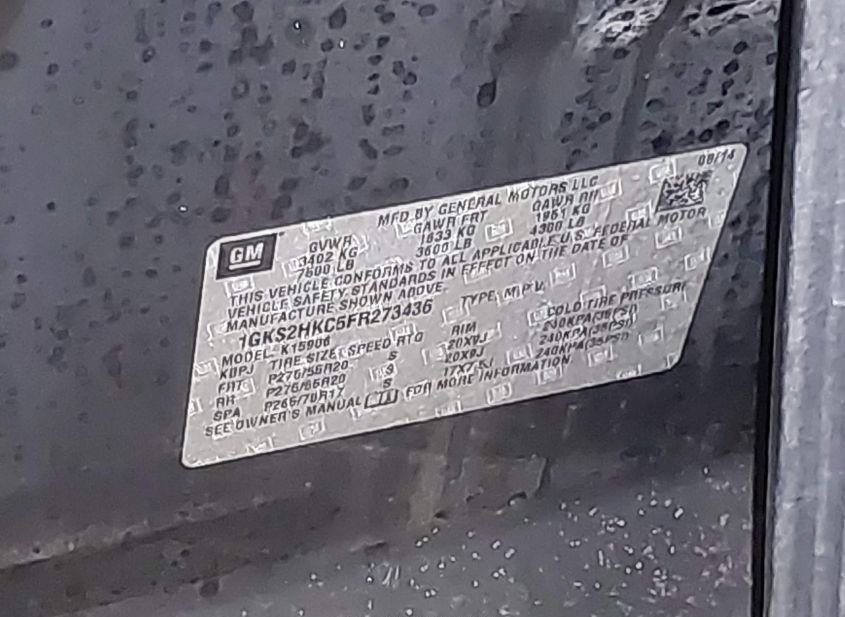 08/14
GM
MFD BY GENERAL MOTORS LLC
GVWR GAWR FRT GAWR RR
3402 KG 1633 KG 1951 KG
7500 LB 3600 LB 4300 LB
THIS VEHICLE CONFORMS TO ALL APPLICABLE U.S. FEDERAL MOTOR
VEHICLE SAFETY STANDARDS IN EFFECT ON THE DATE OF
MANUFACTURE SHOWN ABOVE.
1GKS2HKC5FR273436 TYPE: M.P.V.
MODEL: K15906
KDPJ TIRE SIZE SPEED RTG RIM COLD TIRE PRESSURE
FRT P275/55R20 S 20X9J 240KPA(35PSI)
RR P275/55R20 S 20X9J 240KPA(35PSI)
SPA P265/70R17 S 17X7.5J 240KPA(35PSI)
SEE OWNER'S MANUAL FOR MORE INFORMATION